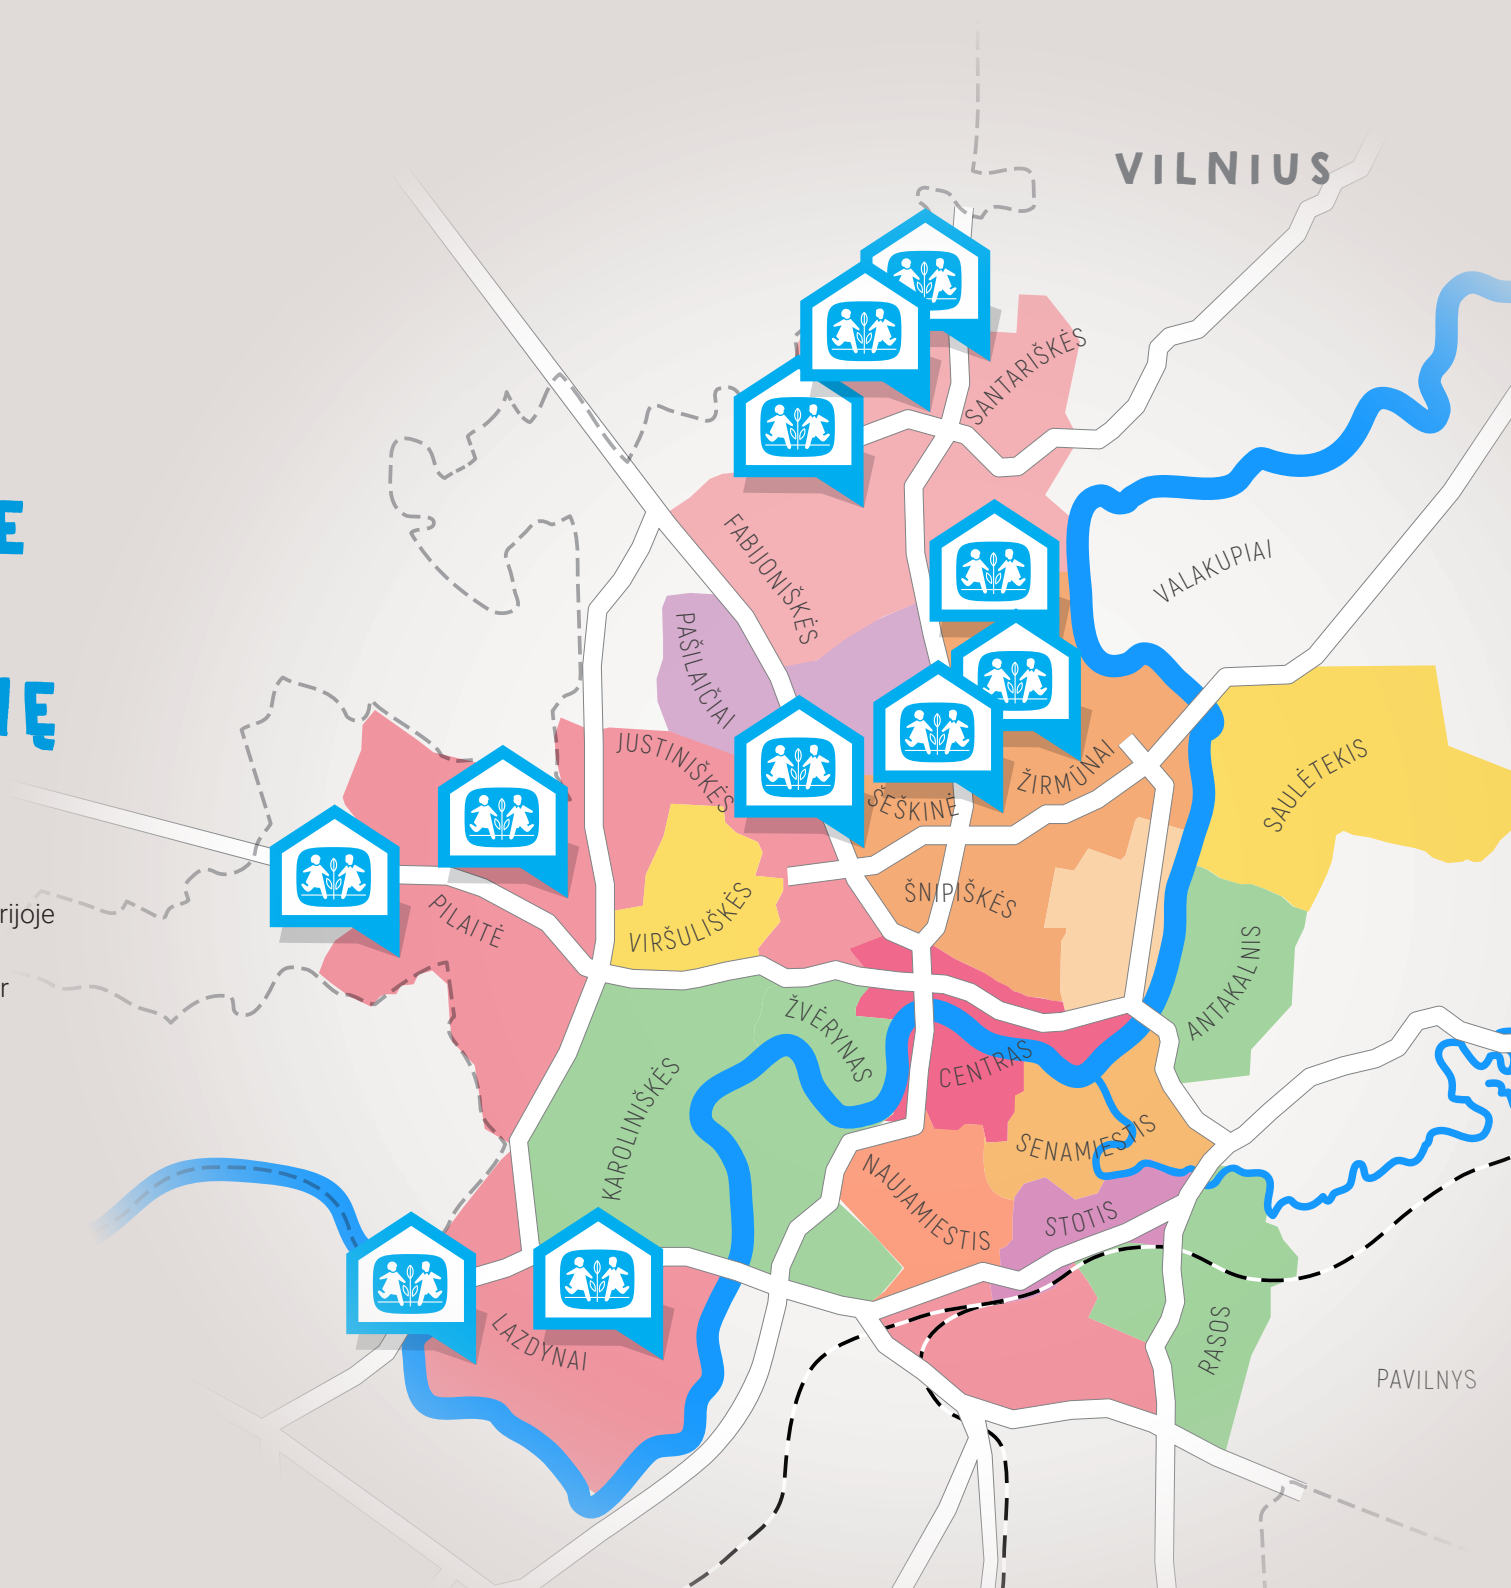 VILNIUS
SANTARIŠKĖS
Ę
VALAKUPIAI
FABIJONIŠKĖS
PAŠILAIČIAI
Ę
JUSTINIŠKĖS
ŽIRMŪNAI
ŠEŠKINĖ
SAULĖTEKIS
ŠNIPIŠKĖS
rijoje
PILAITĖ
VIRŠULIŠKĖS
r
ANTAKALNIS
ŽVĖRYNAS
CENTRAS
KAROLINIŠKĖS
SENAMIESTIS
NAUJAMIESTIS
STOTIS
LAZDYNAI
RASOS
PAVILNYS